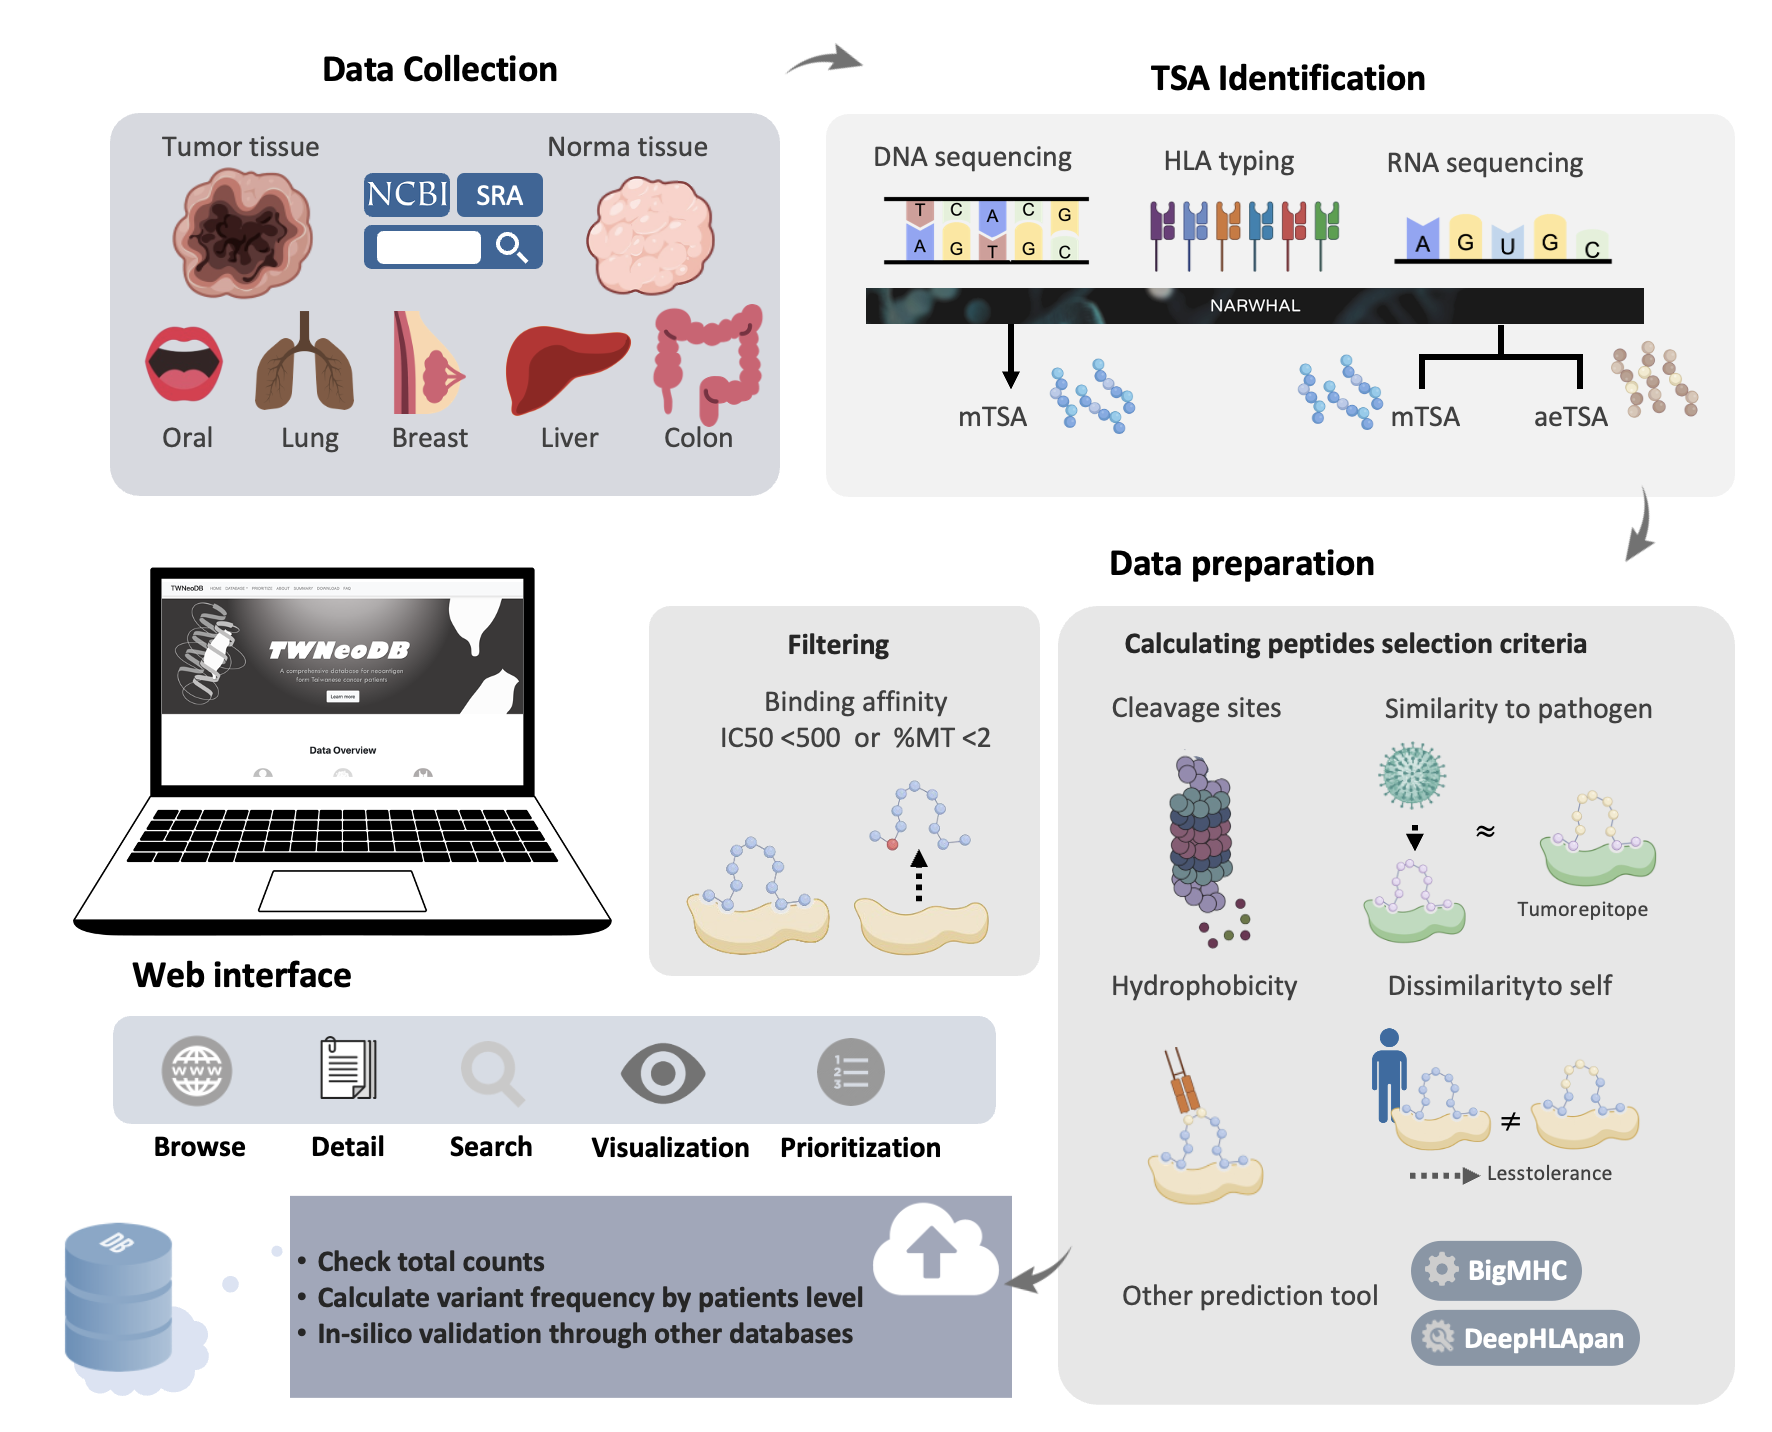 Data Collection
Tumor tissue
Norma tissue
NCBI
SRA
Oral
Lung
Breast
Liver
Colon
TSA Identification
DNA sequencing
HLA typing
RNA sequencing
T C A C G
A G T G C
A G U G C
NARWHAL
mTSA
mTSA
aeTSA
Data preparation
Filtering
Binding affinity
IC50 <500 or %MT <2
Calculating peptides selection criteria
Cleavage sites
Similarity to pathogen
≈
Tumorepitope
Hydrophobicity
Dissimilarityto self
≠
Lesstolerance
Other prediction tool
BigMHC
DeepHLApan
TWNeoDB HOME DATABASE PRIORITIZE ABOUT SUMMARY DOWNLOAD FAQ
TWNeoDB
A comprehensive database for neoantigen
form Taiwanese cancer patients
Learn more
Data Overview
Web interface
WWW
1
2
3
Browse
Detail
Search
Visualization
Prioritization
DB
• Check total counts
• Calculate variant frequency by patients level
• In-silico validation through other databases